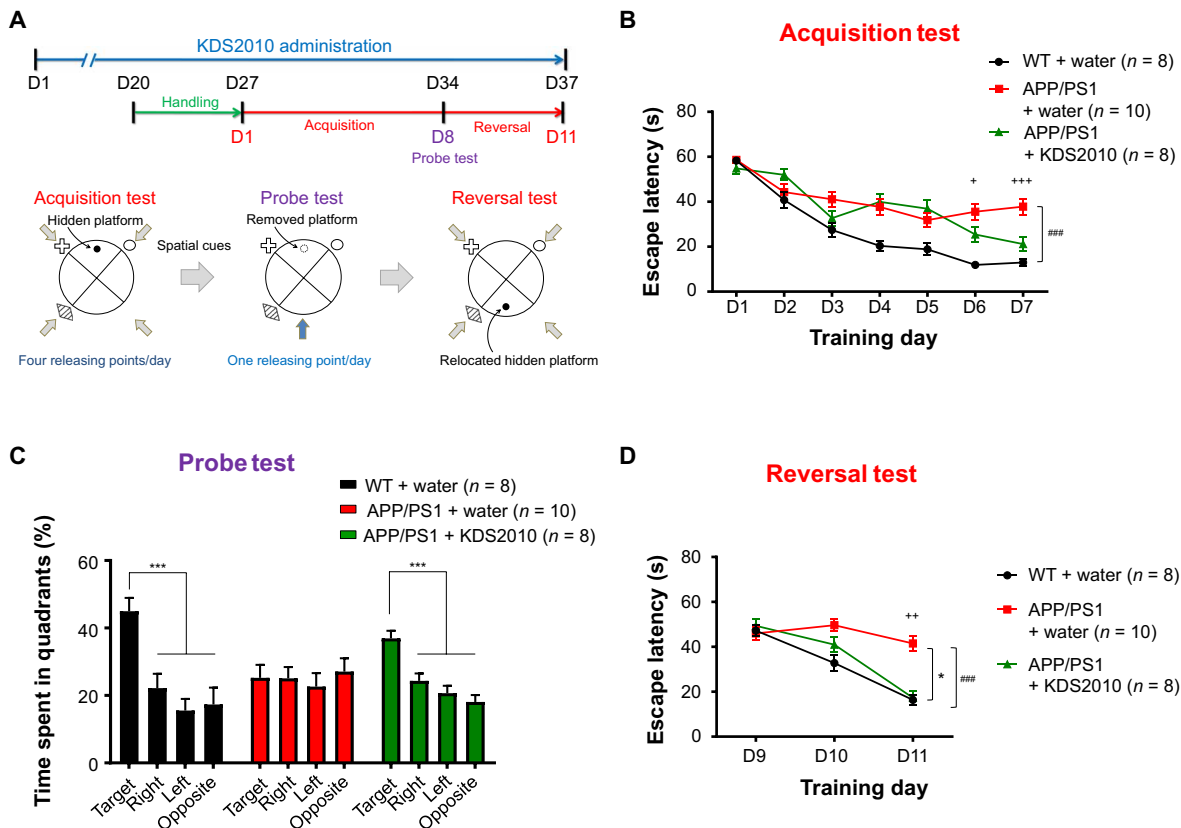 A
KDS2010 administration
D1
D20
D27
D34
D37
Handling
Acquisition
Reversal
D1
D8
D11
Probe test
Acquisition test
Probe test
Reversal test
Hidden platform
Removed platform
Spatial cues
Four releasing points/day
One releasing point/day
Relocated hidden platform
B
Acquisition test
WT + water (n = 8)
APP/PS1
+ water (n = 10)
APP/PS1
+ KDS2010 (n = 8)
Escape latency (s)
80
60
40
20
0
+
+++
###
D1 D2 D3 D4 D5 D6 D7
Training day
C
Probe test
WT + water (n = 8)
APP/PS1 + water (n = 10)
APP/PS1 + KDS2010 (n = 8)
Time spent in quadrants (%)
60
40
20
0
***
***
Target
Right
Left
Opposite
Target
Right
Left
Opposite
Target
Right
Left
Opposite
D
Reversal test
WT + water (n = 8)
APP/PS1
+ water (n = 10)
APP/PS1
+ KDS2010 (n = 8)
Escape latency (s)
80
60
40
20
0
++
*
###
D9 D10 D11
Training day